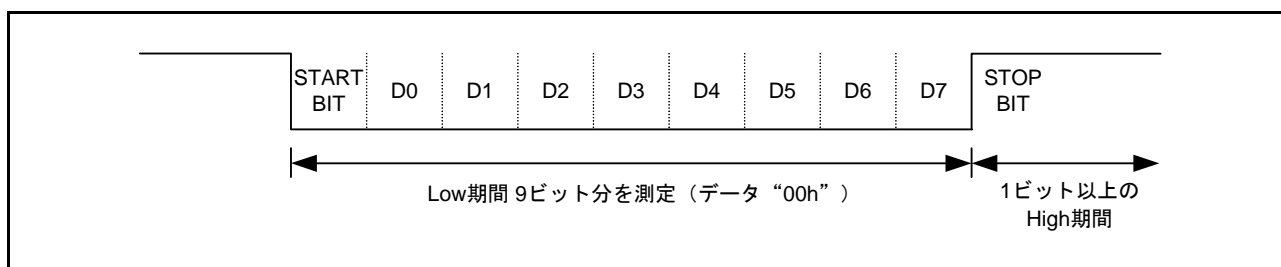 START BIT D0 D1 D2 D3 D4 D5 D6 D7 STOP BIT
Low期間 9ビット分を測定（データ“00h”）
1ビット以上の
High期間